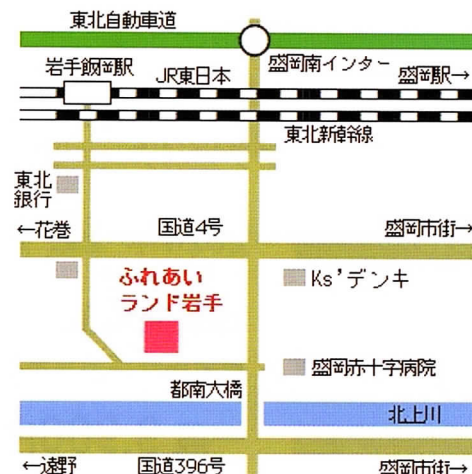 東北自動車道
岩手飯岡駅
JR東日本
盛岡南インター
盛岡駅→
東北新幹線
東北
銀行
←花巻
国道4号
盛岡市街→
ふれあい
ランド岩手
Ks'デンキ
盛岡赤十字病院
都南大橋
北上川
←遠野
国道396号
盛岡市街→